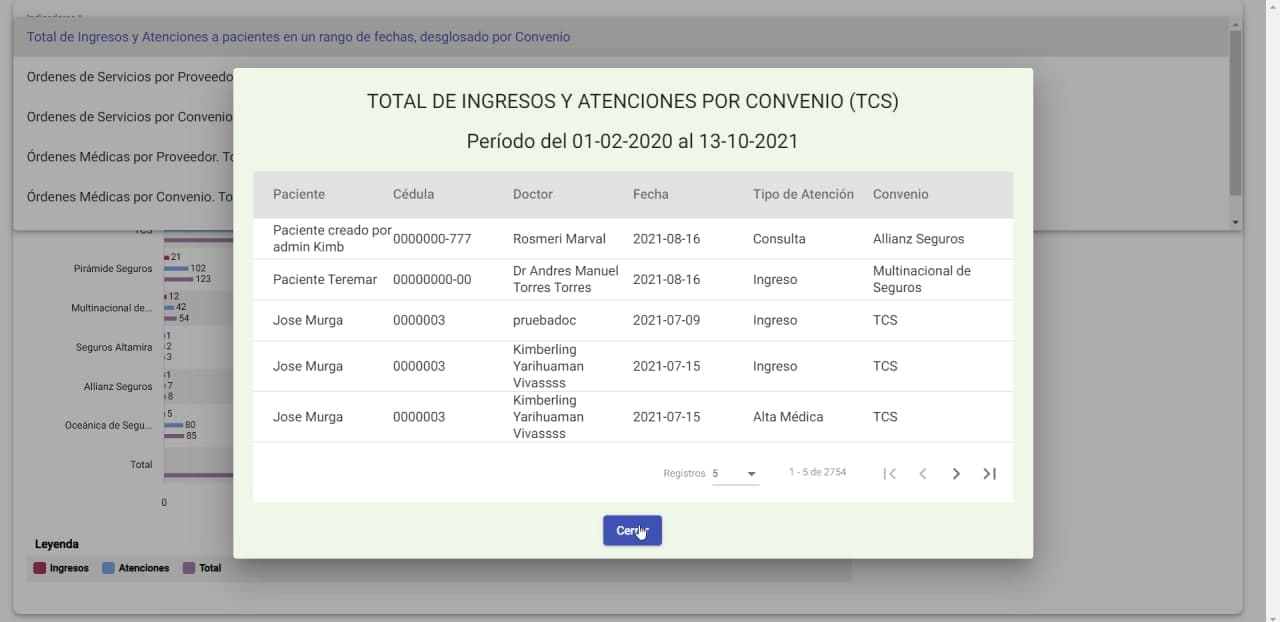 Indicadores *
Total de Ingresos y Atenciones a pacientes en un rango de fechas, desglosado por Convenio
Ordenes de Servicios por Proveedo
Ordenes de Servicios por Convenio
Órdenes Médicas por Proveedor. To
Órdenes Médicas por Convenio. To
TOTAL DE INGRESOS Y ATENCIONES POR CONVENIO (TCS)
Período del 01-02-2020 al 13-10-2021
Paciente Cédula Doctor Fecha Tipo de Atención Convenio
Paciente creado por
admin Kimb 0000000-777 Rosmeri Marval 2021-08-16 Consulta Allianz Seguros
Paciente Teremar 00000000-00 Dr Andres Manuel
Torres Torres 2021-08-16 Ingreso Multinacional de
Seguros
Jose Murga 0000003 pruebadoc 2021-07-09 Ingreso TCS
Jose Murga 0000003 Kimberling
Yarihuaman
Vivassss 2021-07-15 Ingreso TCS
Jose Murga 0000003 Kimberling
Yarihuaman
Vivassss 2021-07-15 Alta Médica TCS
Registros 5 1 - 5 de 2754
Cerrar
TCS
Pirámide Seguros
21
102
123
Multinacional de...
12
42
54
Seguros Altamira
1
2
3
Allianz Seguros
1
7
8
Oceánica de Segu...
5
80
85
Total
0
Leyenda
Ingresos Atenciones Total